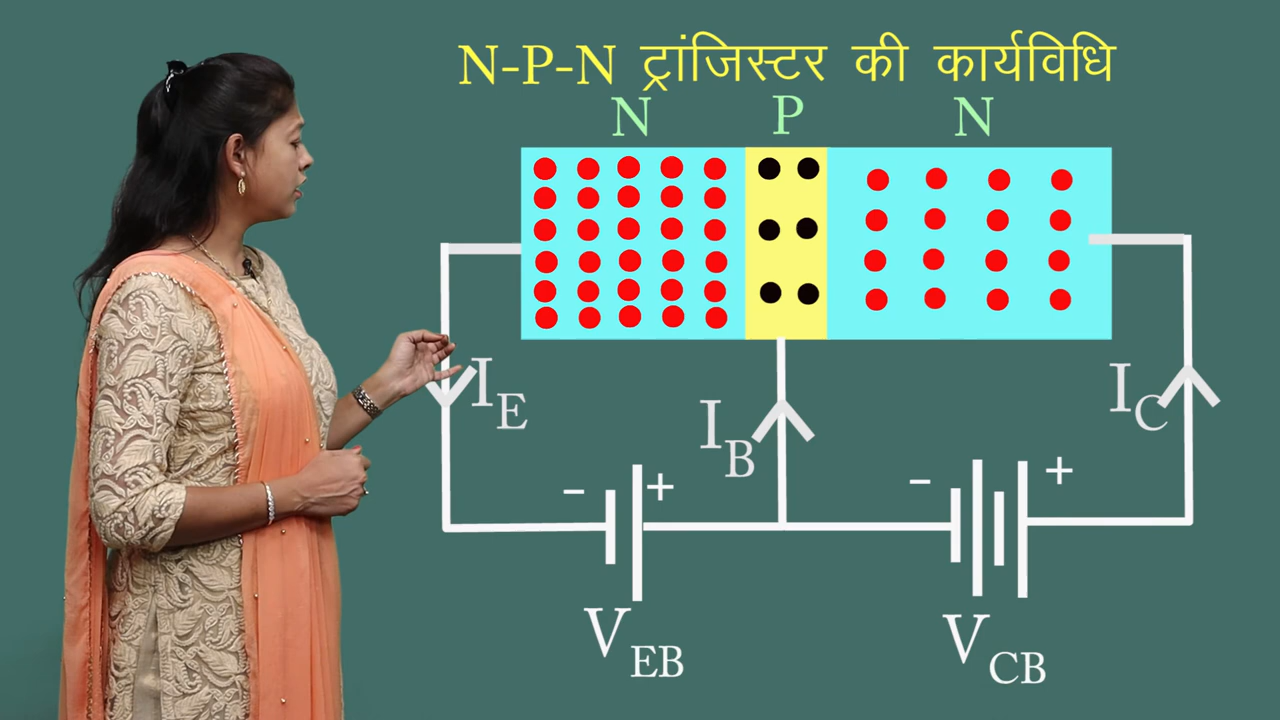 N-P-N ट्रांजिस्टर की कार्यविधि
N P N
I_E
I_B
I_C
- +
- +
V_EB
V_CB